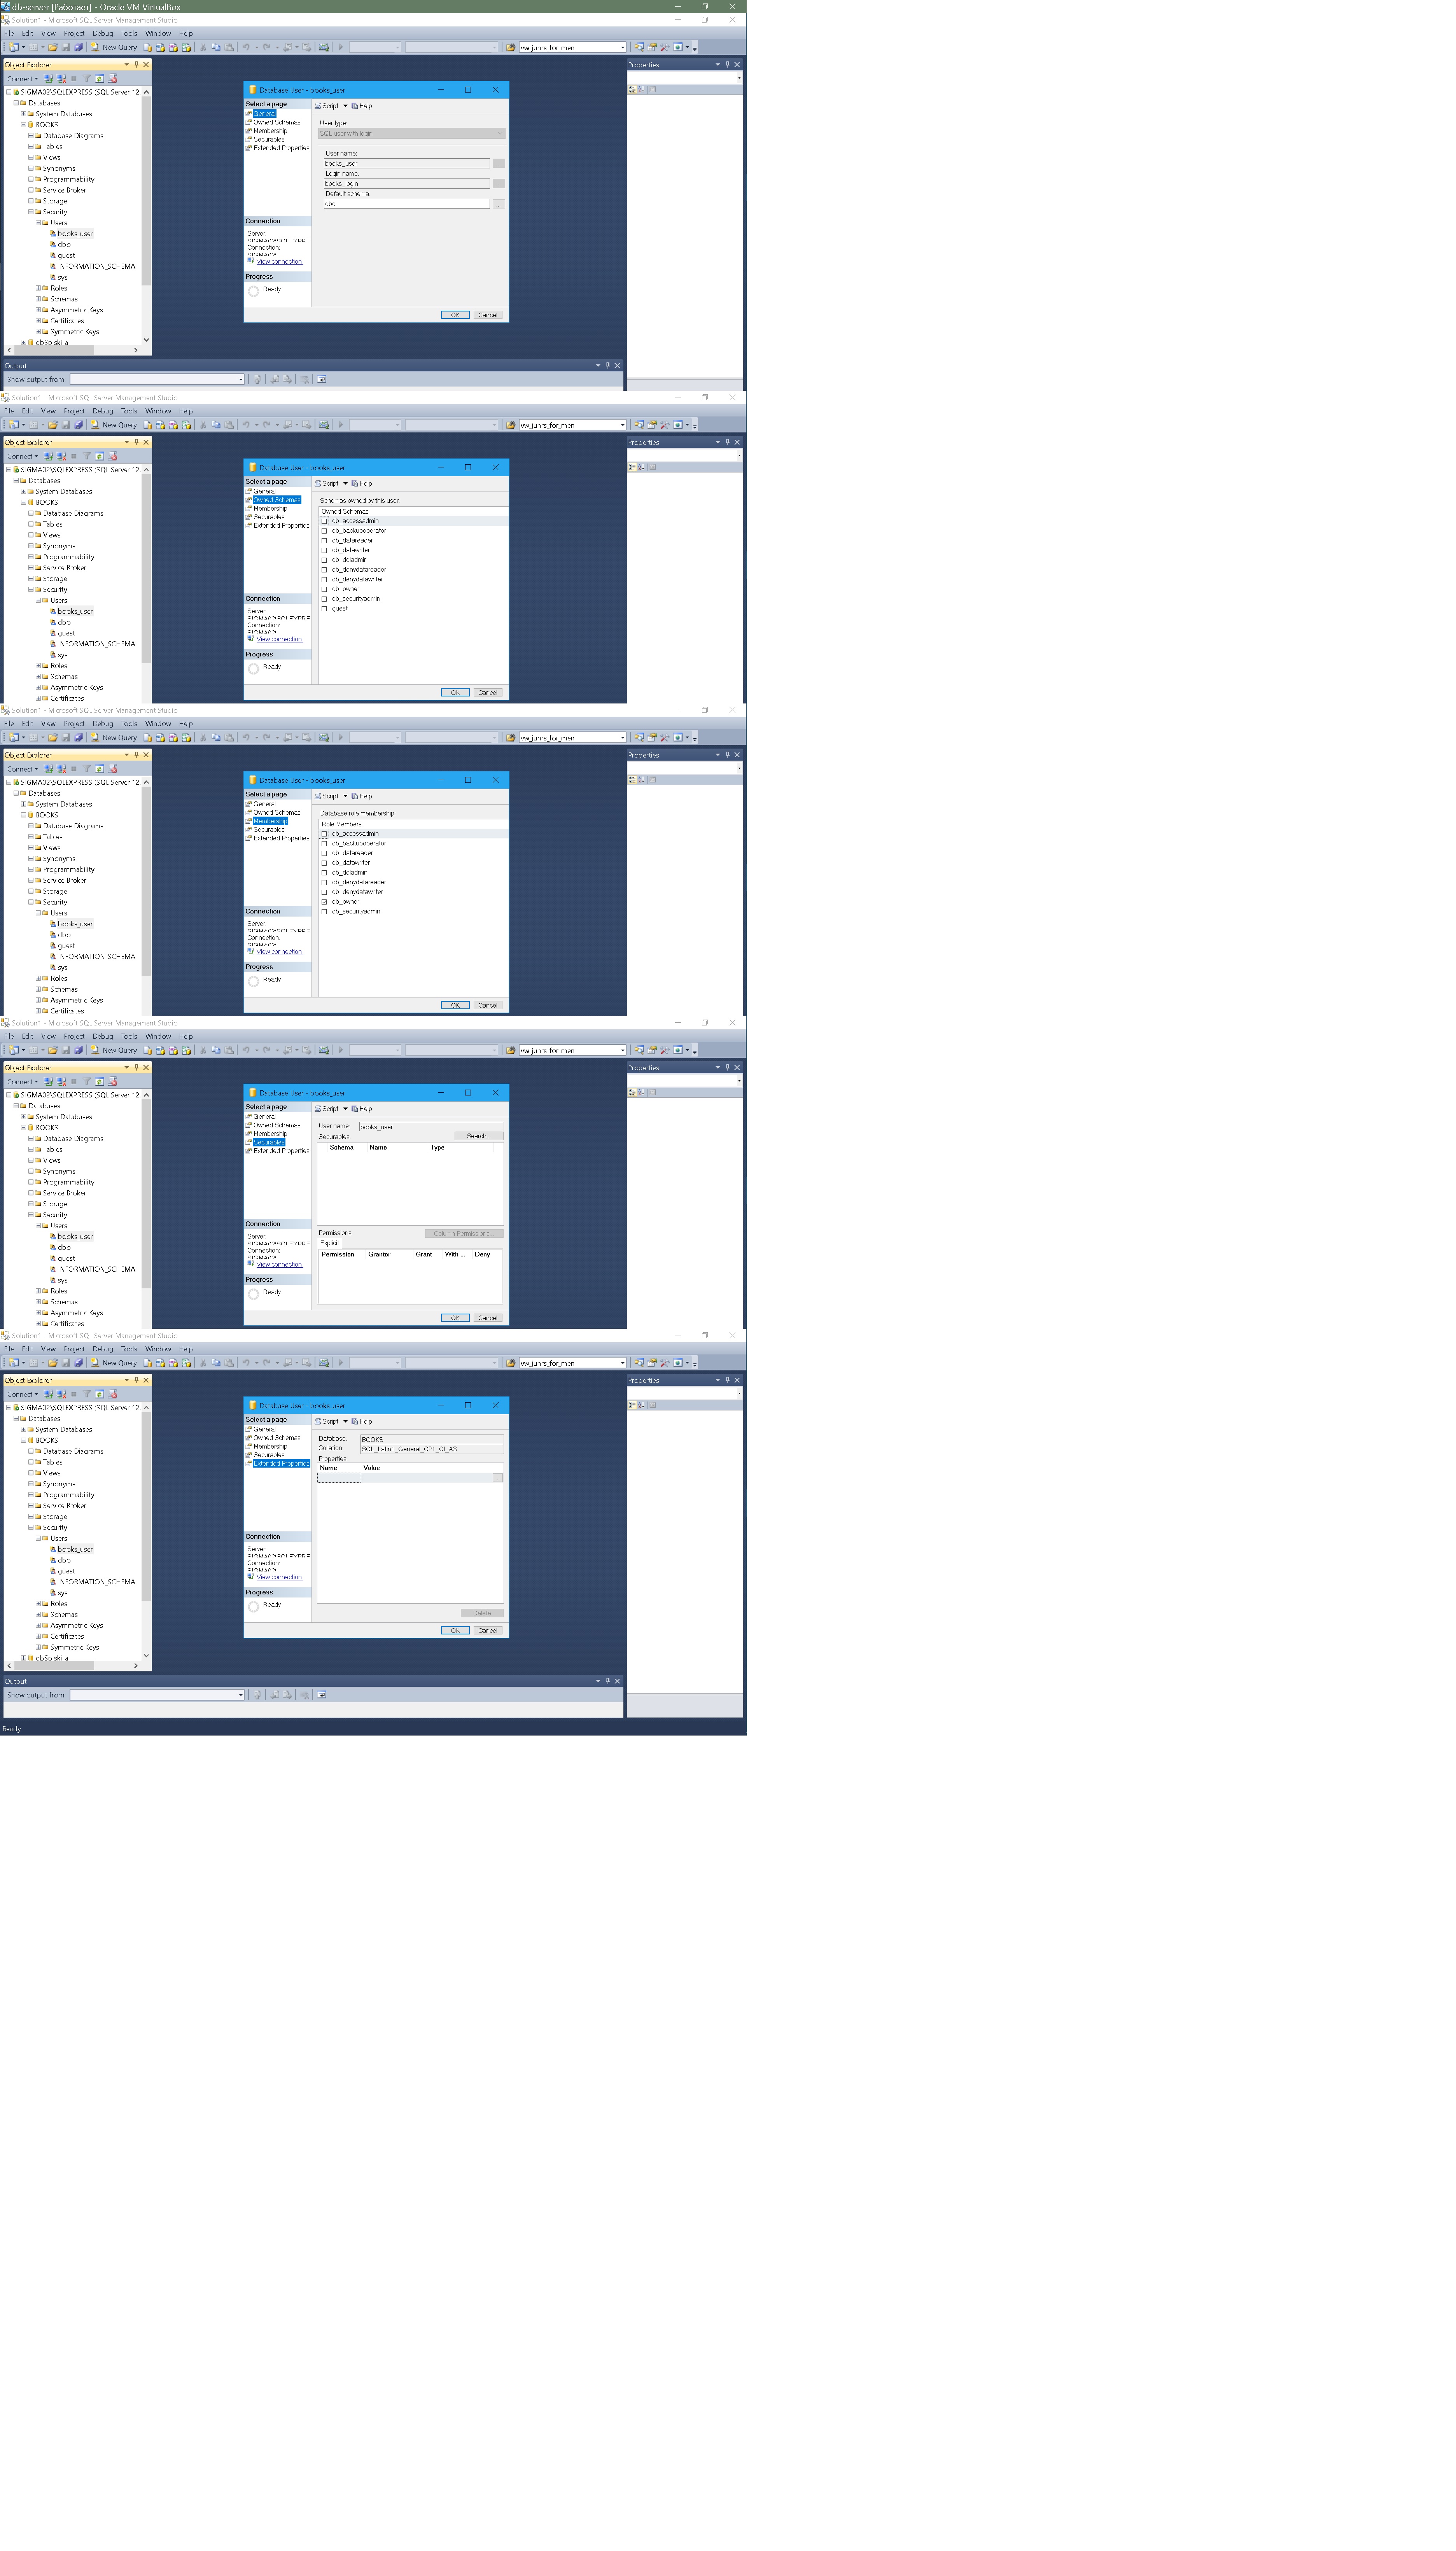 db-server [Работает] - Oracle VM VirtualBox
Solution1 - Microsoft SQL Server Management Studio
File Edit View Project Debug Tools Window Help
New Query
vw_junrs_for_men
Object Explorer
Connect
SIGMA02\SQLEXPRESS (SQL Server 12.
Databases
System Databases
BOOKS
Database Diagrams
Tables
Views
Synonyms
Programmability
Service Broker
Storage
Security
Users
books_user
dbo
guest
INFORMATION_SCHEMA
sys
Roles
Schemas
Asymmetric Keys
Certificates
Symmetric Keys
dbSpiski_a
Database User - books_user
Select a page
General
Owned Schemas
Membership
Securables
Extended Properties
Connection
Server:
SIGMA02\SQLEXPRE
Connection:
SIGMA02\
View connection
Progress
Ready
Script Help
User type:
SQL user with login
User name:
books_user
Login name:
books_login
Default schema:
dbo
...
OK Cancel
Properties
Output
Show output from:
Solution1 - Microsoft SQL Server Management Studio
File Edit View Project Debug Tools Window Help
New Query
vw_junrs_for_men
Object Explorer
Connect
SIGMA02\SQLEXPRESS (SQL Server 12.
Databases
System Databases
BOOKS
Database Diagrams
Tables
Views
Synonyms
Programmability
Service Broker
Storage
Security
Users
books_user
dbo
guest
INFORMATION_SCHEMA
sys
Roles
Schemas
Asymmetric Keys
Certificates
Database User - books_user
Select a page
General
Owned Schemas
Membership
Securables
Extended Properties
Connection
Server:
SIGMA02\SQLEXPRE
Connection:
SIGMA02\
View connection
Progress
Ready
Script Help
Schemas owned by this user:
Owned Schemas
db_accessadmin
db_backupoperator
db_datareader
db_datawriter
db_ddladmin
db_denydatareader
db_denydatawriter
db_owner
db_securityadmin
guest
OK Cancel
Properties
Solution1 - Microsoft SQL Server Management Studio
File Edit View Project Debug Tools Window Help
New Query
vw_junrs_for_men
Object Explorer
Connect
SIGMA02\SQLEXPRESS (SQL Server 12.
Databases
System Databases
BOOKS
Database Diagrams
Tables
Views
Synonyms
Programmability
Service Broker
Storage
Security
Users
books_user
dbo
guest
INFORMATION_SCHEMA
sys
Roles
Schemas
Asymmetric Keys
Certificates
Database User - books_user
Select a page
General
Owned Schemas
Membership
Securables
Extended Properties
Connection
Server:
SIGMA02\SQLEXPRE
Connection:
SIGMA02\
View connection
Progress
Ready
Script Help
Database role membership:
Role Members
db_accessadmin
db_backupoperator
db_datareader
db_datawriter
db_ddladmin
db_denydatareader
db_denydatawriter
db_owner
db_securityadmin
OK Cancel
Properties
Solution1 - Microsoft SQL Server Management Studio
File Edit View Project Debug Tools Window Help
New Query
vw_junrs_for_men
Object Explorer
Connect
SIGMA02\SQLEXPRESS (SQL Server 12.
Databases
System Databases
BOOKS
Database Diagrams
Tables
Views
Synonyms
Programmability
Service Broker
Storage
Security
Users
books_user
dbo
guest
INFORMATION_SCHEMA
sys
Roles
Schemas
Asymmetric Keys
Certificates
Database User - books_user
Select a page
General
Owned Schemas
Membership
Securables
Extended Properties
Connection
Server:
SIGMA02\SQLEXPRE
Connection:
SIGMA02\
View connection
Progress
Ready
Script Help
User name: books_user
Securables: Search...
Schema Name Type
Permissions: Column Permissions...
Explicit
Permission Grantor Grant With ... Deny
OK Cancel
Properties
Solution1 - Microsoft SQL Server Management Studio
File Edit View Project Debug Tools Window Help
New Query
vw_junrs_for_men
Object Explorer
Connect
SIGMA02\SQLEXPRESS (SQL Server 12.
Databases
System Databases
BOOKS
Database Diagrams
Tables
Views
Synonyms
Programmability
Service Broker
Storage
Security
Users
books_user
dbo
guest
INFORMATION_SCHEMA
sys
Roles
Schemas
Asymmetric Keys
Certificates
Symmetric Keys
dbSpiski_a
Database User - books_user
Select a page
General
Owned Schemas
Membership
Securables
Extended Properties
Connection
Server:
SIGMA02\SQLEXPRE
Connection:
SIGMA02\
View connection
Progress
Ready
Script Help
Database: BOOKS
Collation: SQL_Latin1_General_CP1_CI_AS
Properties:
Name Value
...
Delete
OK Cancel
Properties
Output
Show output from:
Ready